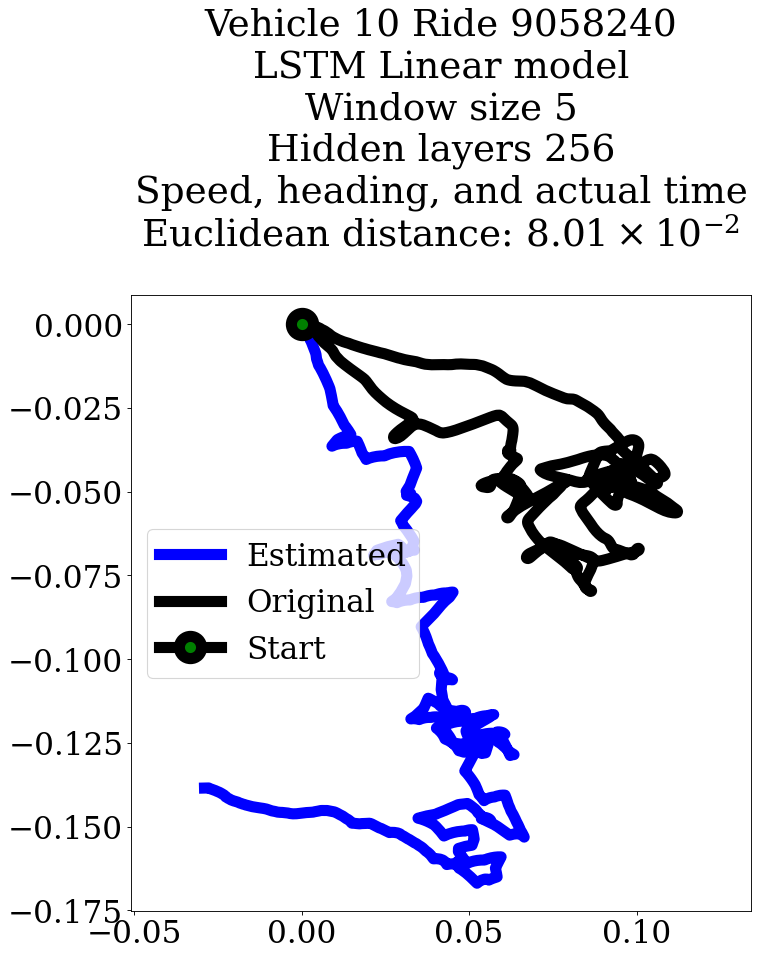 Vehicle 10 Ride 9058240
LSTM Linear model
Window size 5
Hidden layers 256
Speed, heading, and actual time
Euclidean distance: 8.01 × 10⁻²
0.000
−0.025
−0.050
−0.075
−0.100
−0.125
−0.150
−0.175
Estimated
Original
Start
−0.05 0.00 0.05 0.10